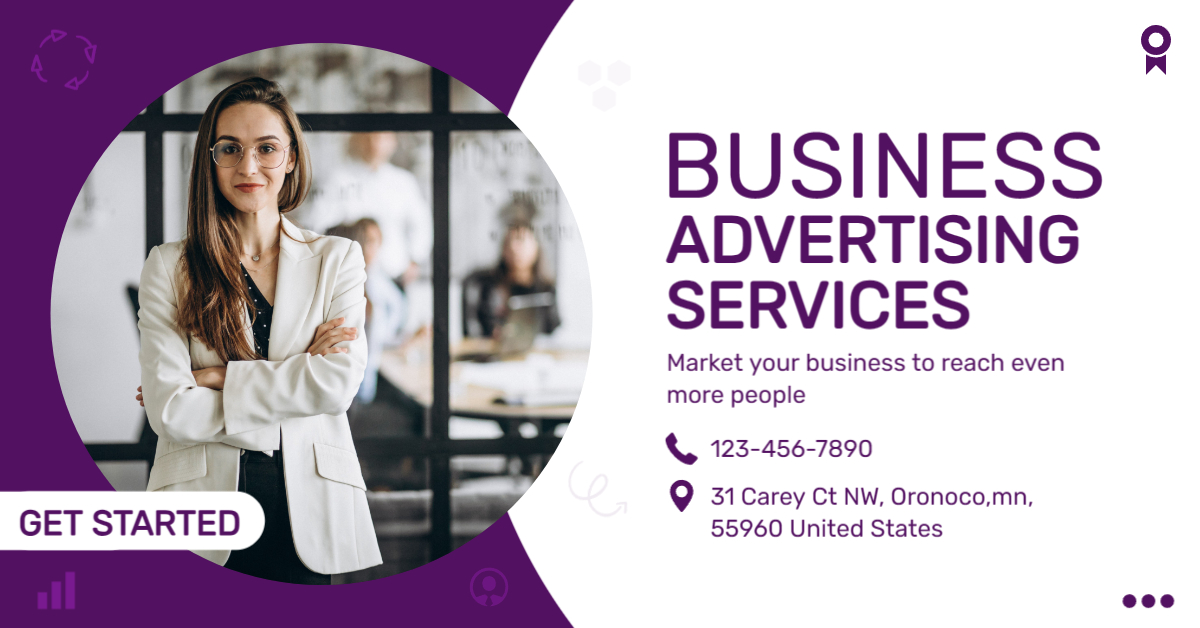 BUSINESS
ADVERTISING
SERVICES
Market your business to reach even
more people
123-456-7890
31 Carey Ct NW, Oronoco,mn,
55960 United States
GET STARTED